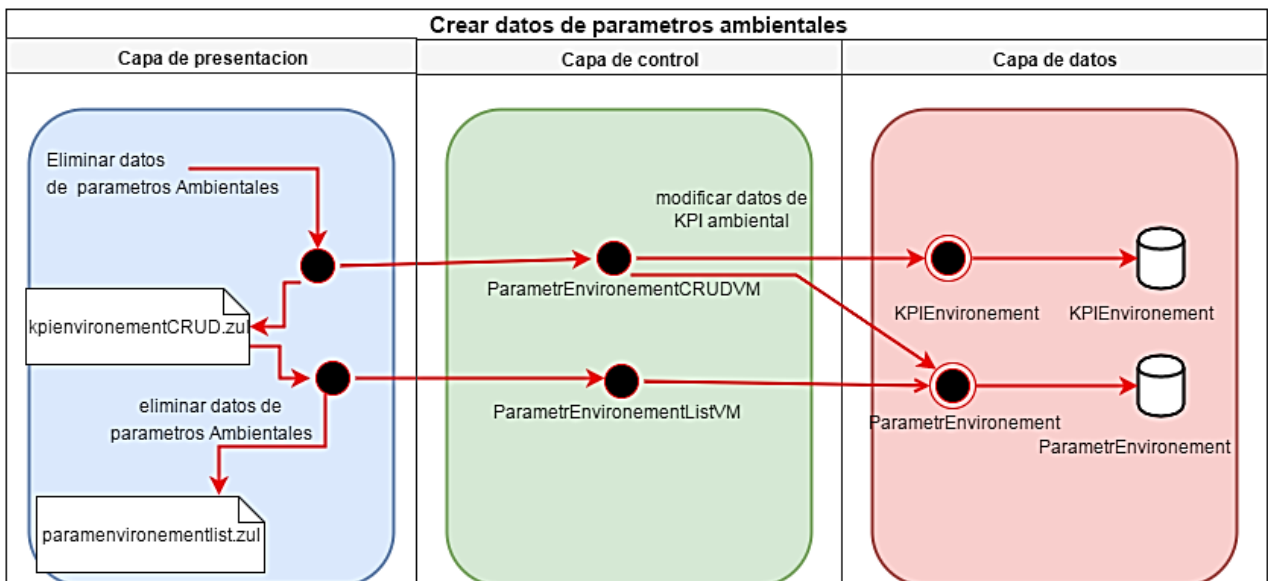 Crear datos de parametros ambientales
Capa de presentacion
Capa de control
Capa de datos
Eliminar datos
de parametros Ambientales
modificar datos de
KPI ambiental
ParametrEnvironementCRUDVM
KPIEnvironement
KPIEnvironement
kpienvironementCRUD.zul
eliminar datos de
parametros Ambientales
ParametrEnvironementListVM
ParametrEnvironement
ParametrEnvironement
paramenvironementlist.zul